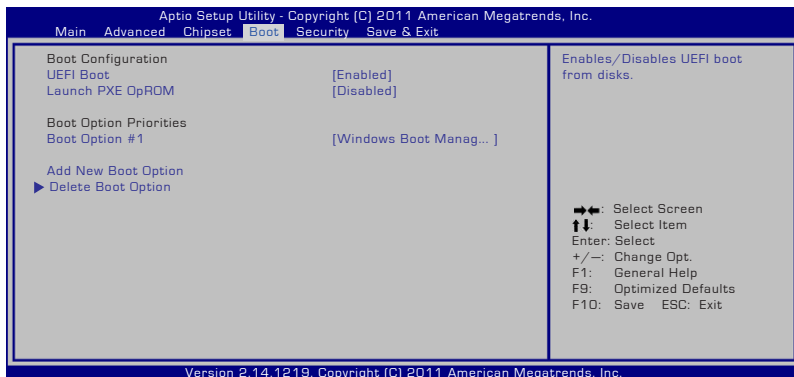 Aptio Setup Utility - Copyright (C) 2011 American Megatrends, Inc.
Main Advanced Chipset Boot Security Save & Exit
Boot Configuration
UEFI Boot [Enabled]
Launch PXE OpROM [Disabled]
Boot Option Priorities
Boot Option #1 [Windows Boot Manag... ]
Add New Boot Option
Delete Boot Option
Enables/Disables UEFI boot
from disks.
: Select Screen
: Select Item
Enter: Select
+/—: Change Opt.
F1: General Help
F9: Optimized Defaults
F10: Save ESC: Exit
Version 2.14.1219. Copyright (C) 2011 American Megatrends, Inc.